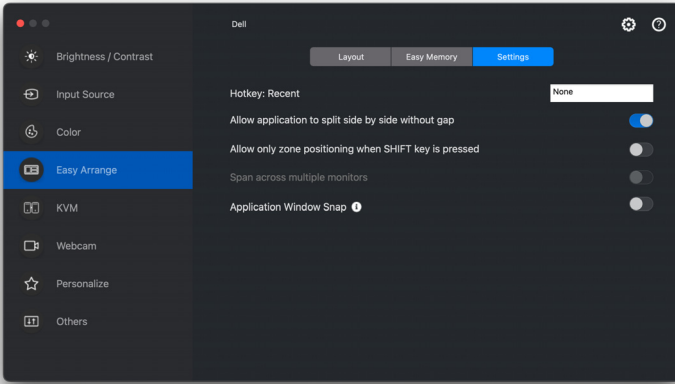 Dell
Brightness / Contrast
Input Source
Color
Easy Arrange
KVM
Webcam
Personalize
Others
Layout Easy Memory Settings
Hotkey: Recent None
Allow application to split side by side without gap
Allow only zone positioning when SHIFT key is pressed
Span across multiple monitors
Application Window Snap